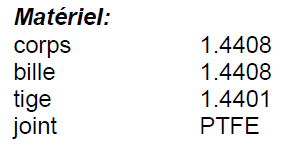 Matériel:
corps 1.4408
bille 1.4408
tige 1.4401
joint PTFE